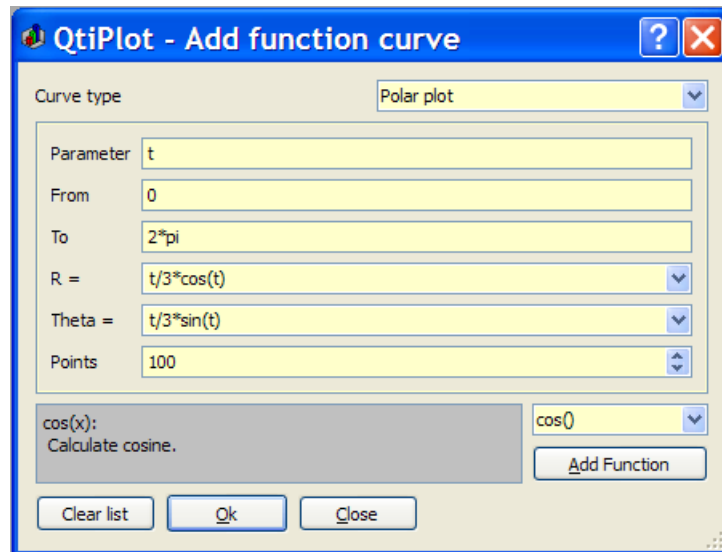 QtiPlot - Add function curve
Curve type Polar plot
Parameter t
From 0
To 2*pi
R = t/3*cos(t)
Theta = t/3*sin(t)
Points 100
cos(x):
Calculate cosine.
cos()
Add Function
Clear list Ok Close